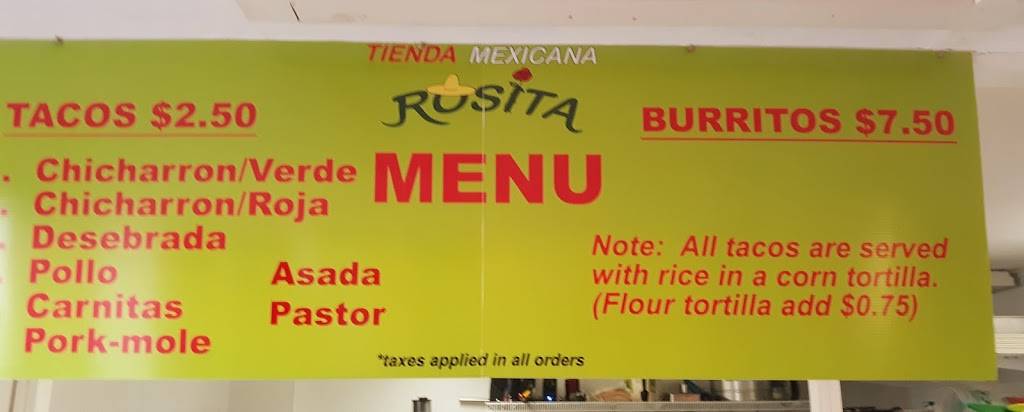 TIENDA MEXICANA
ROSITA
MENU
TACOS $2.50
. Chicharron/Verde
. Chicharron/Roja
. Desebrada
. Pollo
Carnitas
Pork-mole
Asada
Pastor
BURRITOS $7.50
Note: All tacos are served
with rice in a corn tortilla.
(Flour tortilla add $0.75)
*taxes applied in all orders